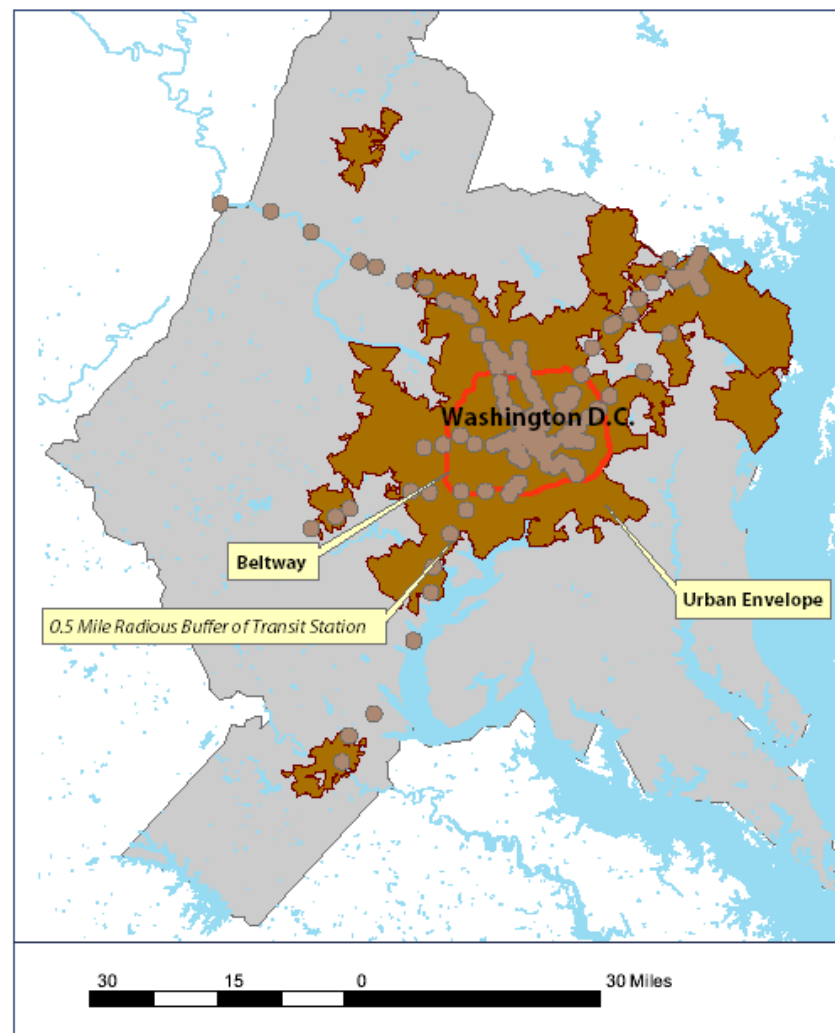 Washington D.C.
Beltway
Urban Envelope
0.5 Mile Radious Buffer of Transit Station
30 15 0 30 Miles